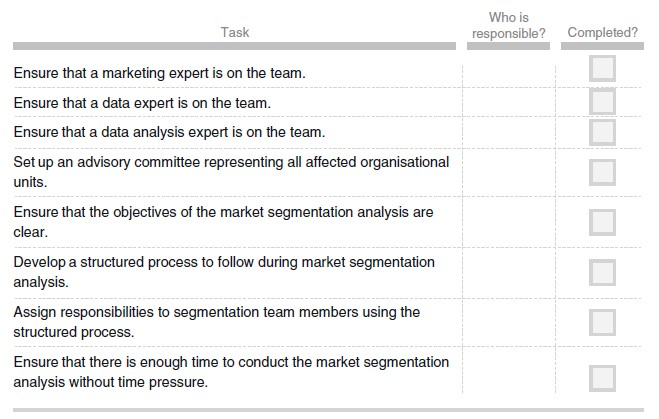 Task
Who is
responsible?
Completed?
Ensure that a marketing expert is on the team.
Ensure that a data expert is on the team.
Ensure that a data analysis expert is on the team.
Set up an advisory committee representing all affected organisational
units.
Ensure that the objectives of the market segmentation analysis are
clear.
Develop a structured process to follow during market segmentation
analysis.
Assign responsibilities to segmentation team members using the
structured process.
Ensure that there is enough time to conduct the market segmentation
analysis without time pressure.